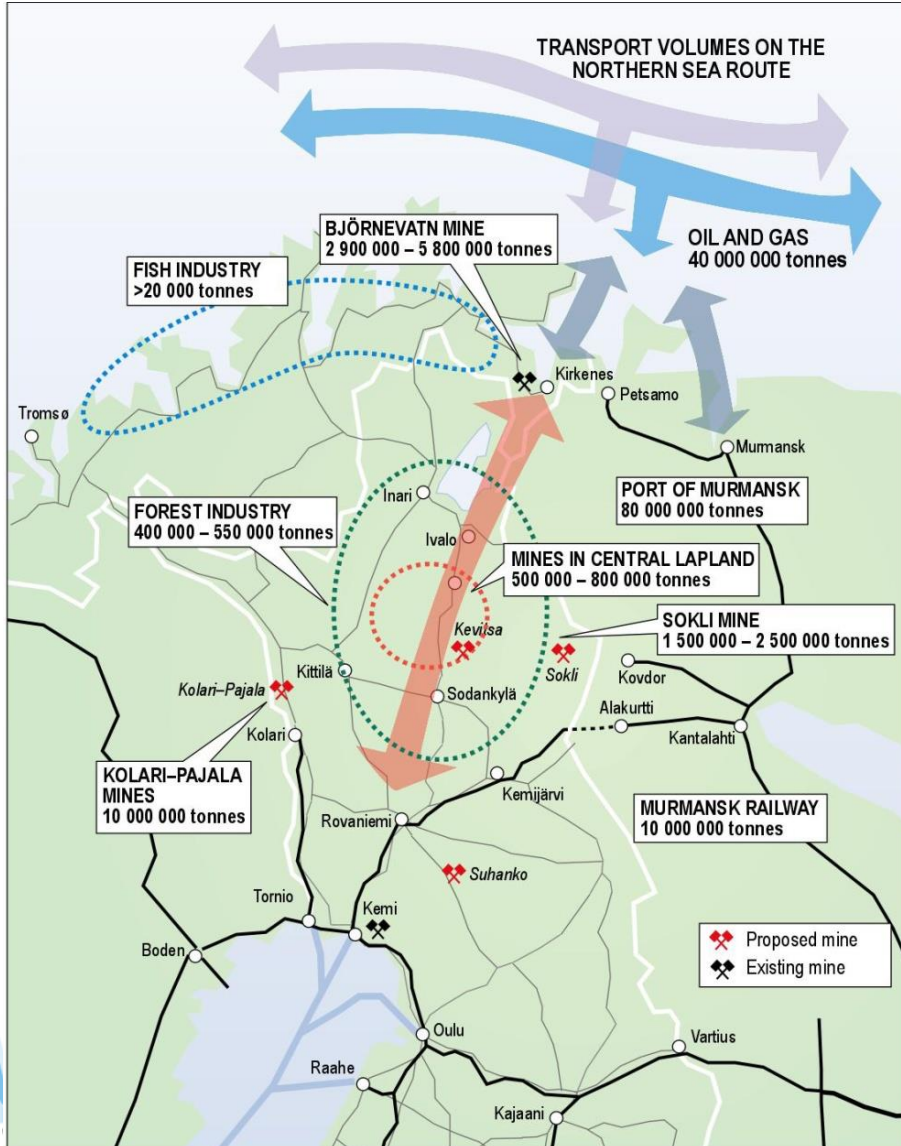 TRANSPORT VOLUMES ON THE
NORTHERN SEA ROUTE
BJÖRNEVATN MINE
2 900 000 – 5 800 000 tonnes
OIL AND GAS
40 000 000 tonnes
FISH INDUSTRY
>20 000 tonnes
Kirkenes
Petsamo
Tromsø
Murmansk
Inari
PORT OF MURMANSK
80 000 000 tonnes
FOREST INDUSTRY
400 000 – 550 000 tonnes
Ivalo
MINES IN CENTRAL LAPLAND
500 000 – 800 000 tonnes
Kevitsa
SOKLI MINE
1 500 000 – 2 500 000 tonnes
Sokli
Kovdor
Kittilä
Kolari–Pajala
Sodankylä
Alakurtti
Kantalahti
Kolari
KOLARI–PAJALA
MINES
10 000 000 tonnes
Kemijärvi
MURMANSK RAILWAY
10 000 000 tonnes
Rovaniemi
Suhanko
Tornio
Kemi
Boden
Proposed mine
Existing mine
Oulu
Vartius
Raahe
Kajaani